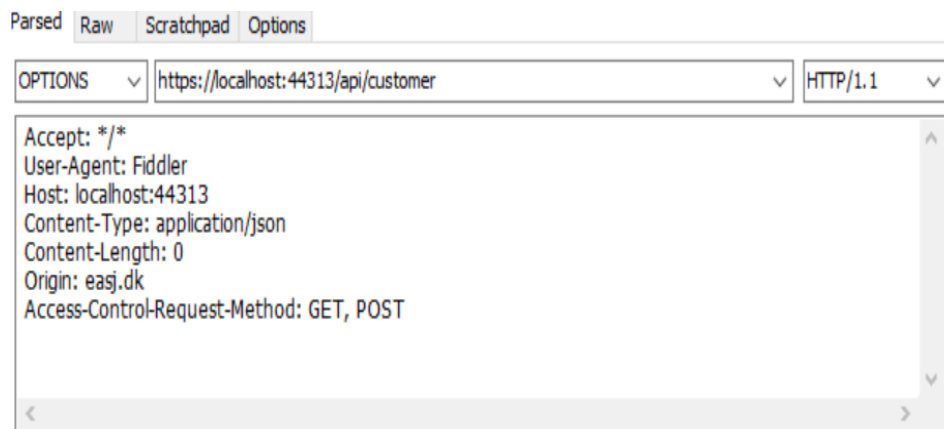 Parsed Raw Scratchpad Options
OPTIONS https://localhost:44313/api/customer HTTP/1.1
Accept: */*
User-Agent: Fiddler
Host: localhost:44313
Content-Type: application/json
Content-Length: 0
Origin: easj.dk
Access-Control-Request-Method: GET, POST